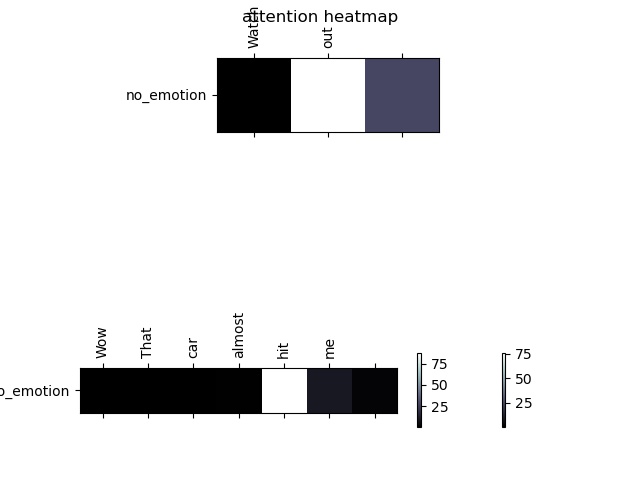 attention heatmap
Watch
out
no_emotion
Wow
That
car
almost
hit
me
o_emotion
75
50
25
75
50
25